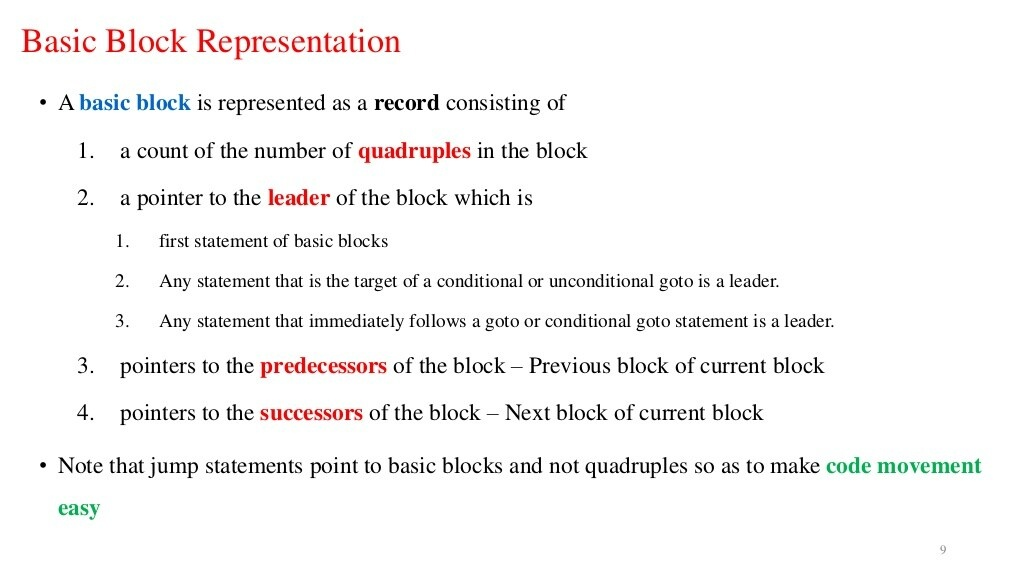 Basic Block Representation
• A basic block is represented as a record consisting of
1. a count of the number of quadruples in the block
2. a pointer to the leader of the block which is
1. first statement of basic blocks
2. Any statement that is the target of a conditional or unconditional goto is a leader.
3. Any statement that immediately follows a goto or conditional goto statement is a leader.
3. pointers to the predecessors of the block – Previous block of current block
4. pointers to the successors of the block – Next block of current block
• Note that jump statements point to basic blocks and not quadruples so as to make code movement
easy
9